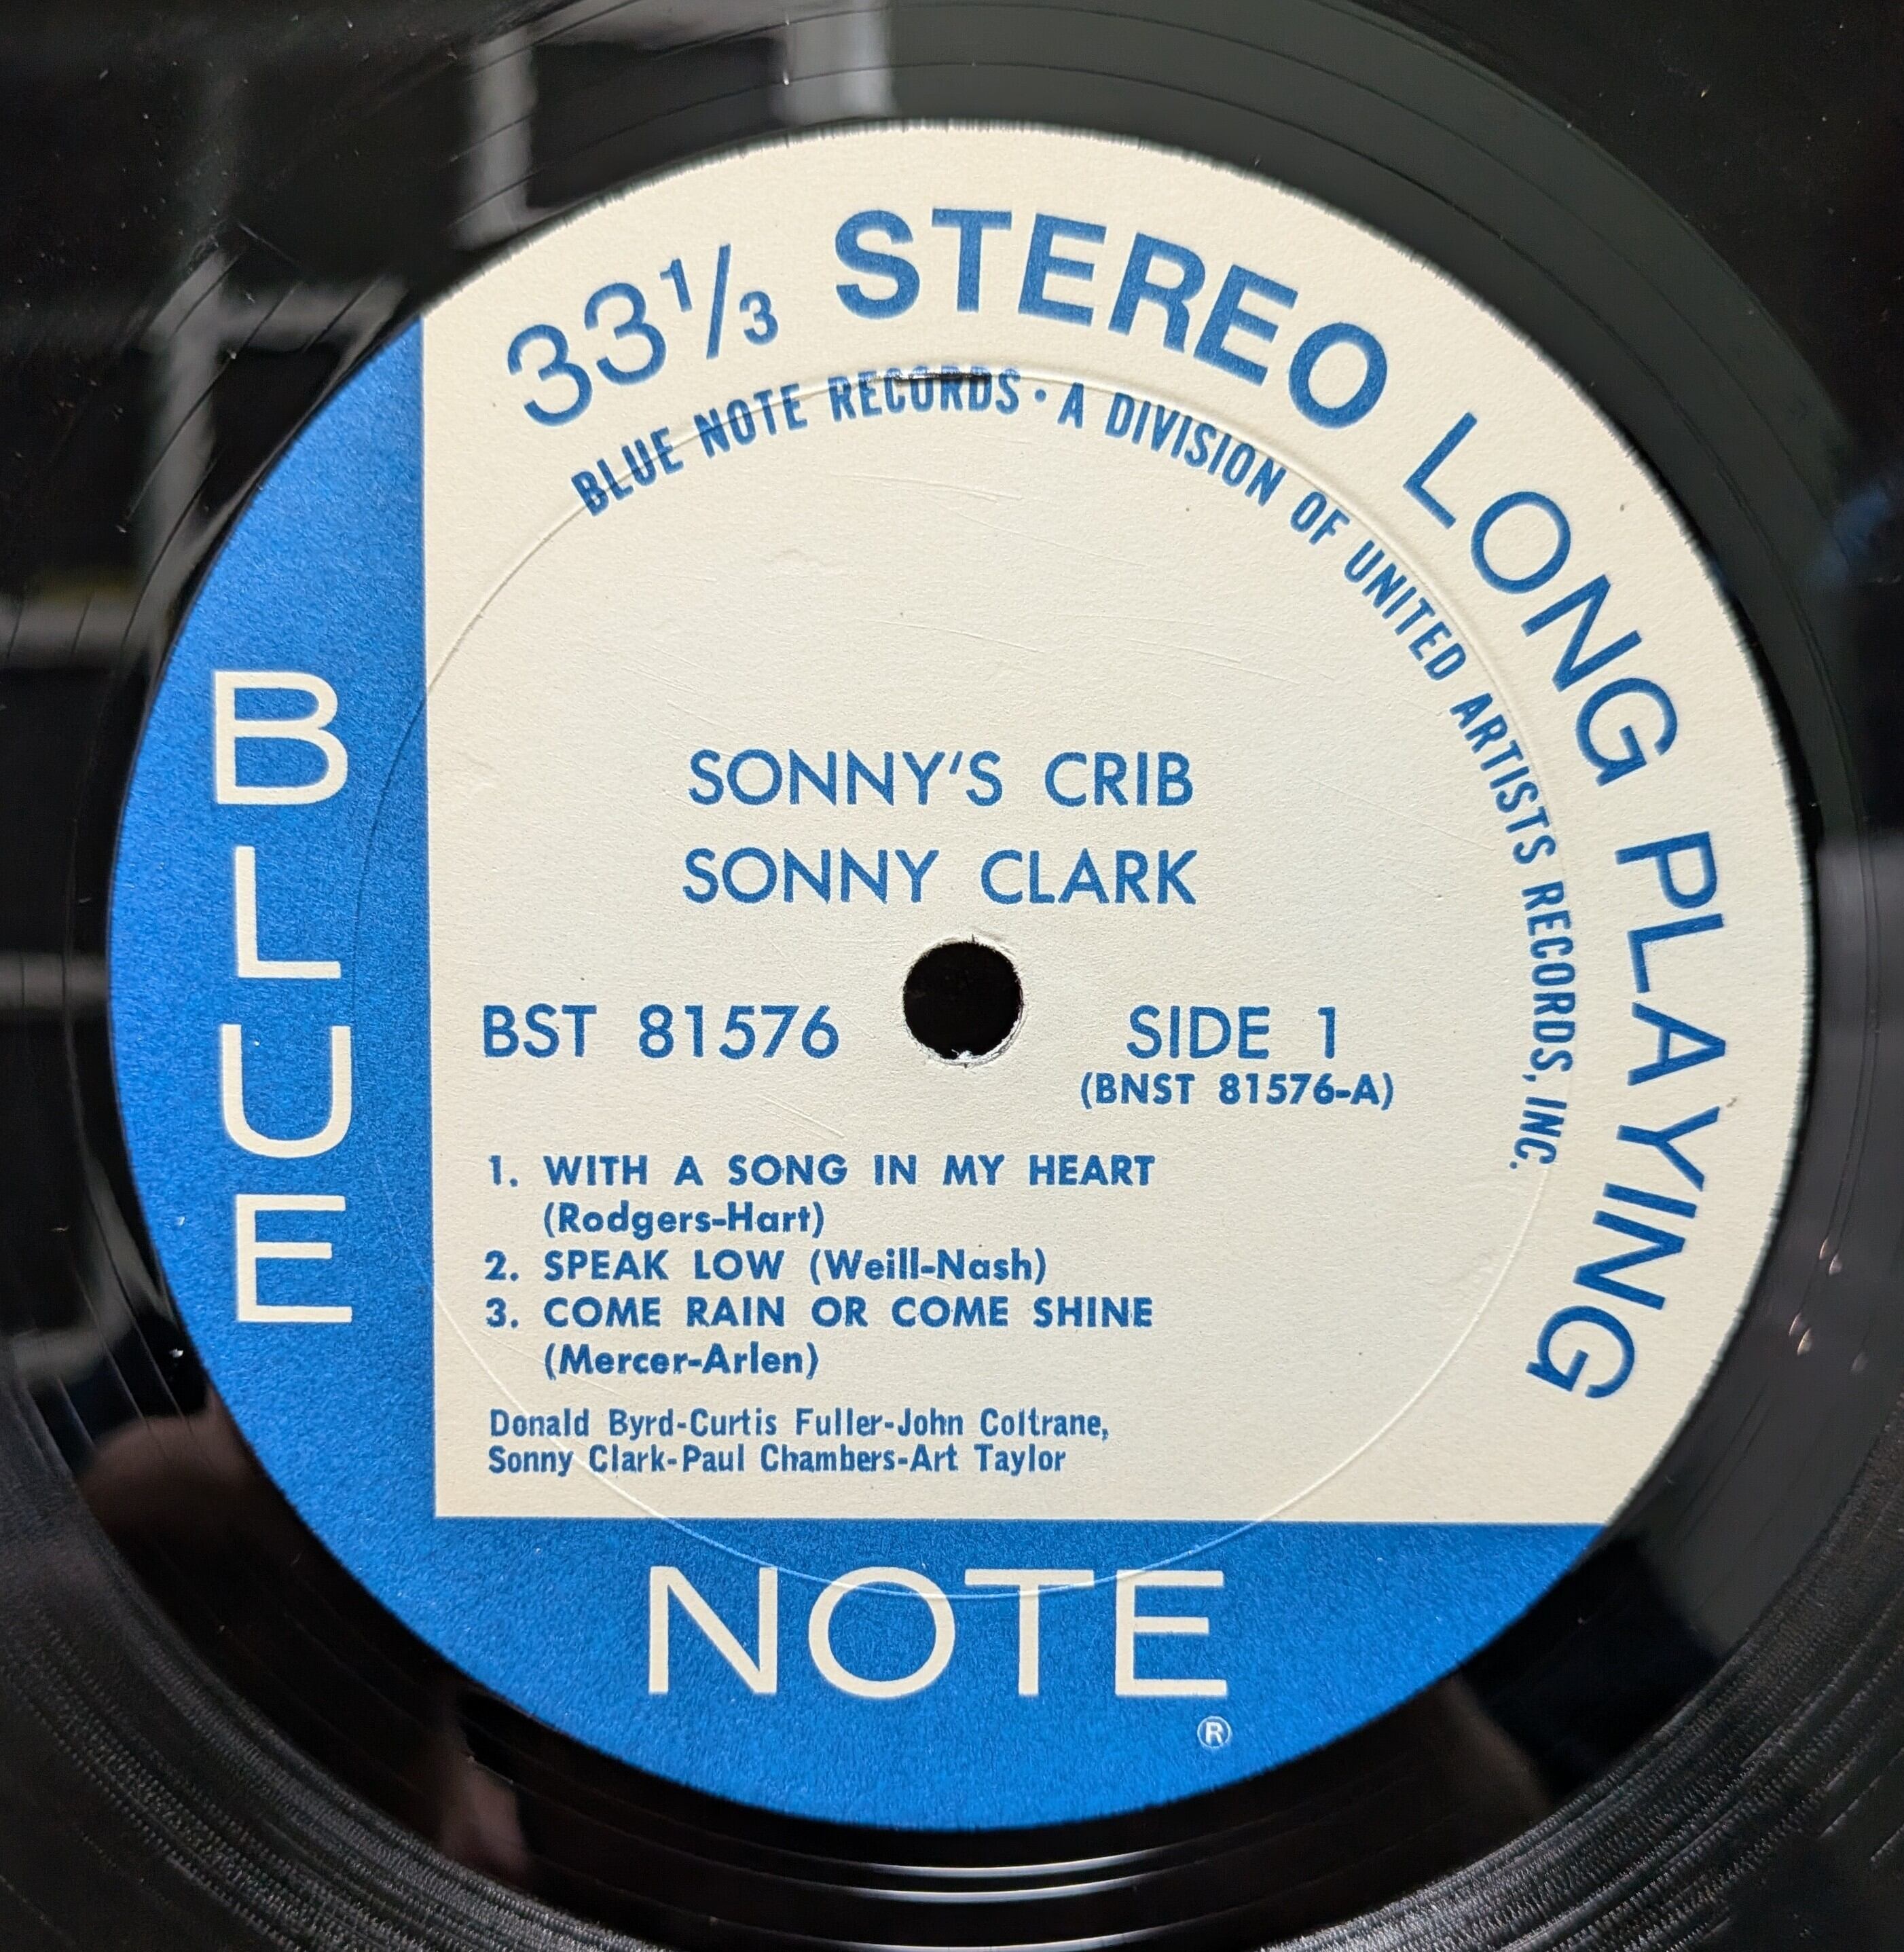 33 1/3 STEREO LONG PLAYING
BLUE NOTE RECORDS · A DIVISION OF UNITED ARTISTS RECORDS, INC.
SONNY'S CRIB
SONNY CLARK
BST 81576
SIDE 1
(BNST 81576-A)
1. WITH A SONG IN MY HEART
(Rodgers-Hart)
2. SPEAK LOW (Weill-Nash)
3. COME RAIN OR COME SHINE
(Mercer-Arlen)
Donald Byrd-Curtis Fuller-John Coltrane,
Sonny Clark-Paul Chambers-Art Taylor
BLUE
NOTE
®